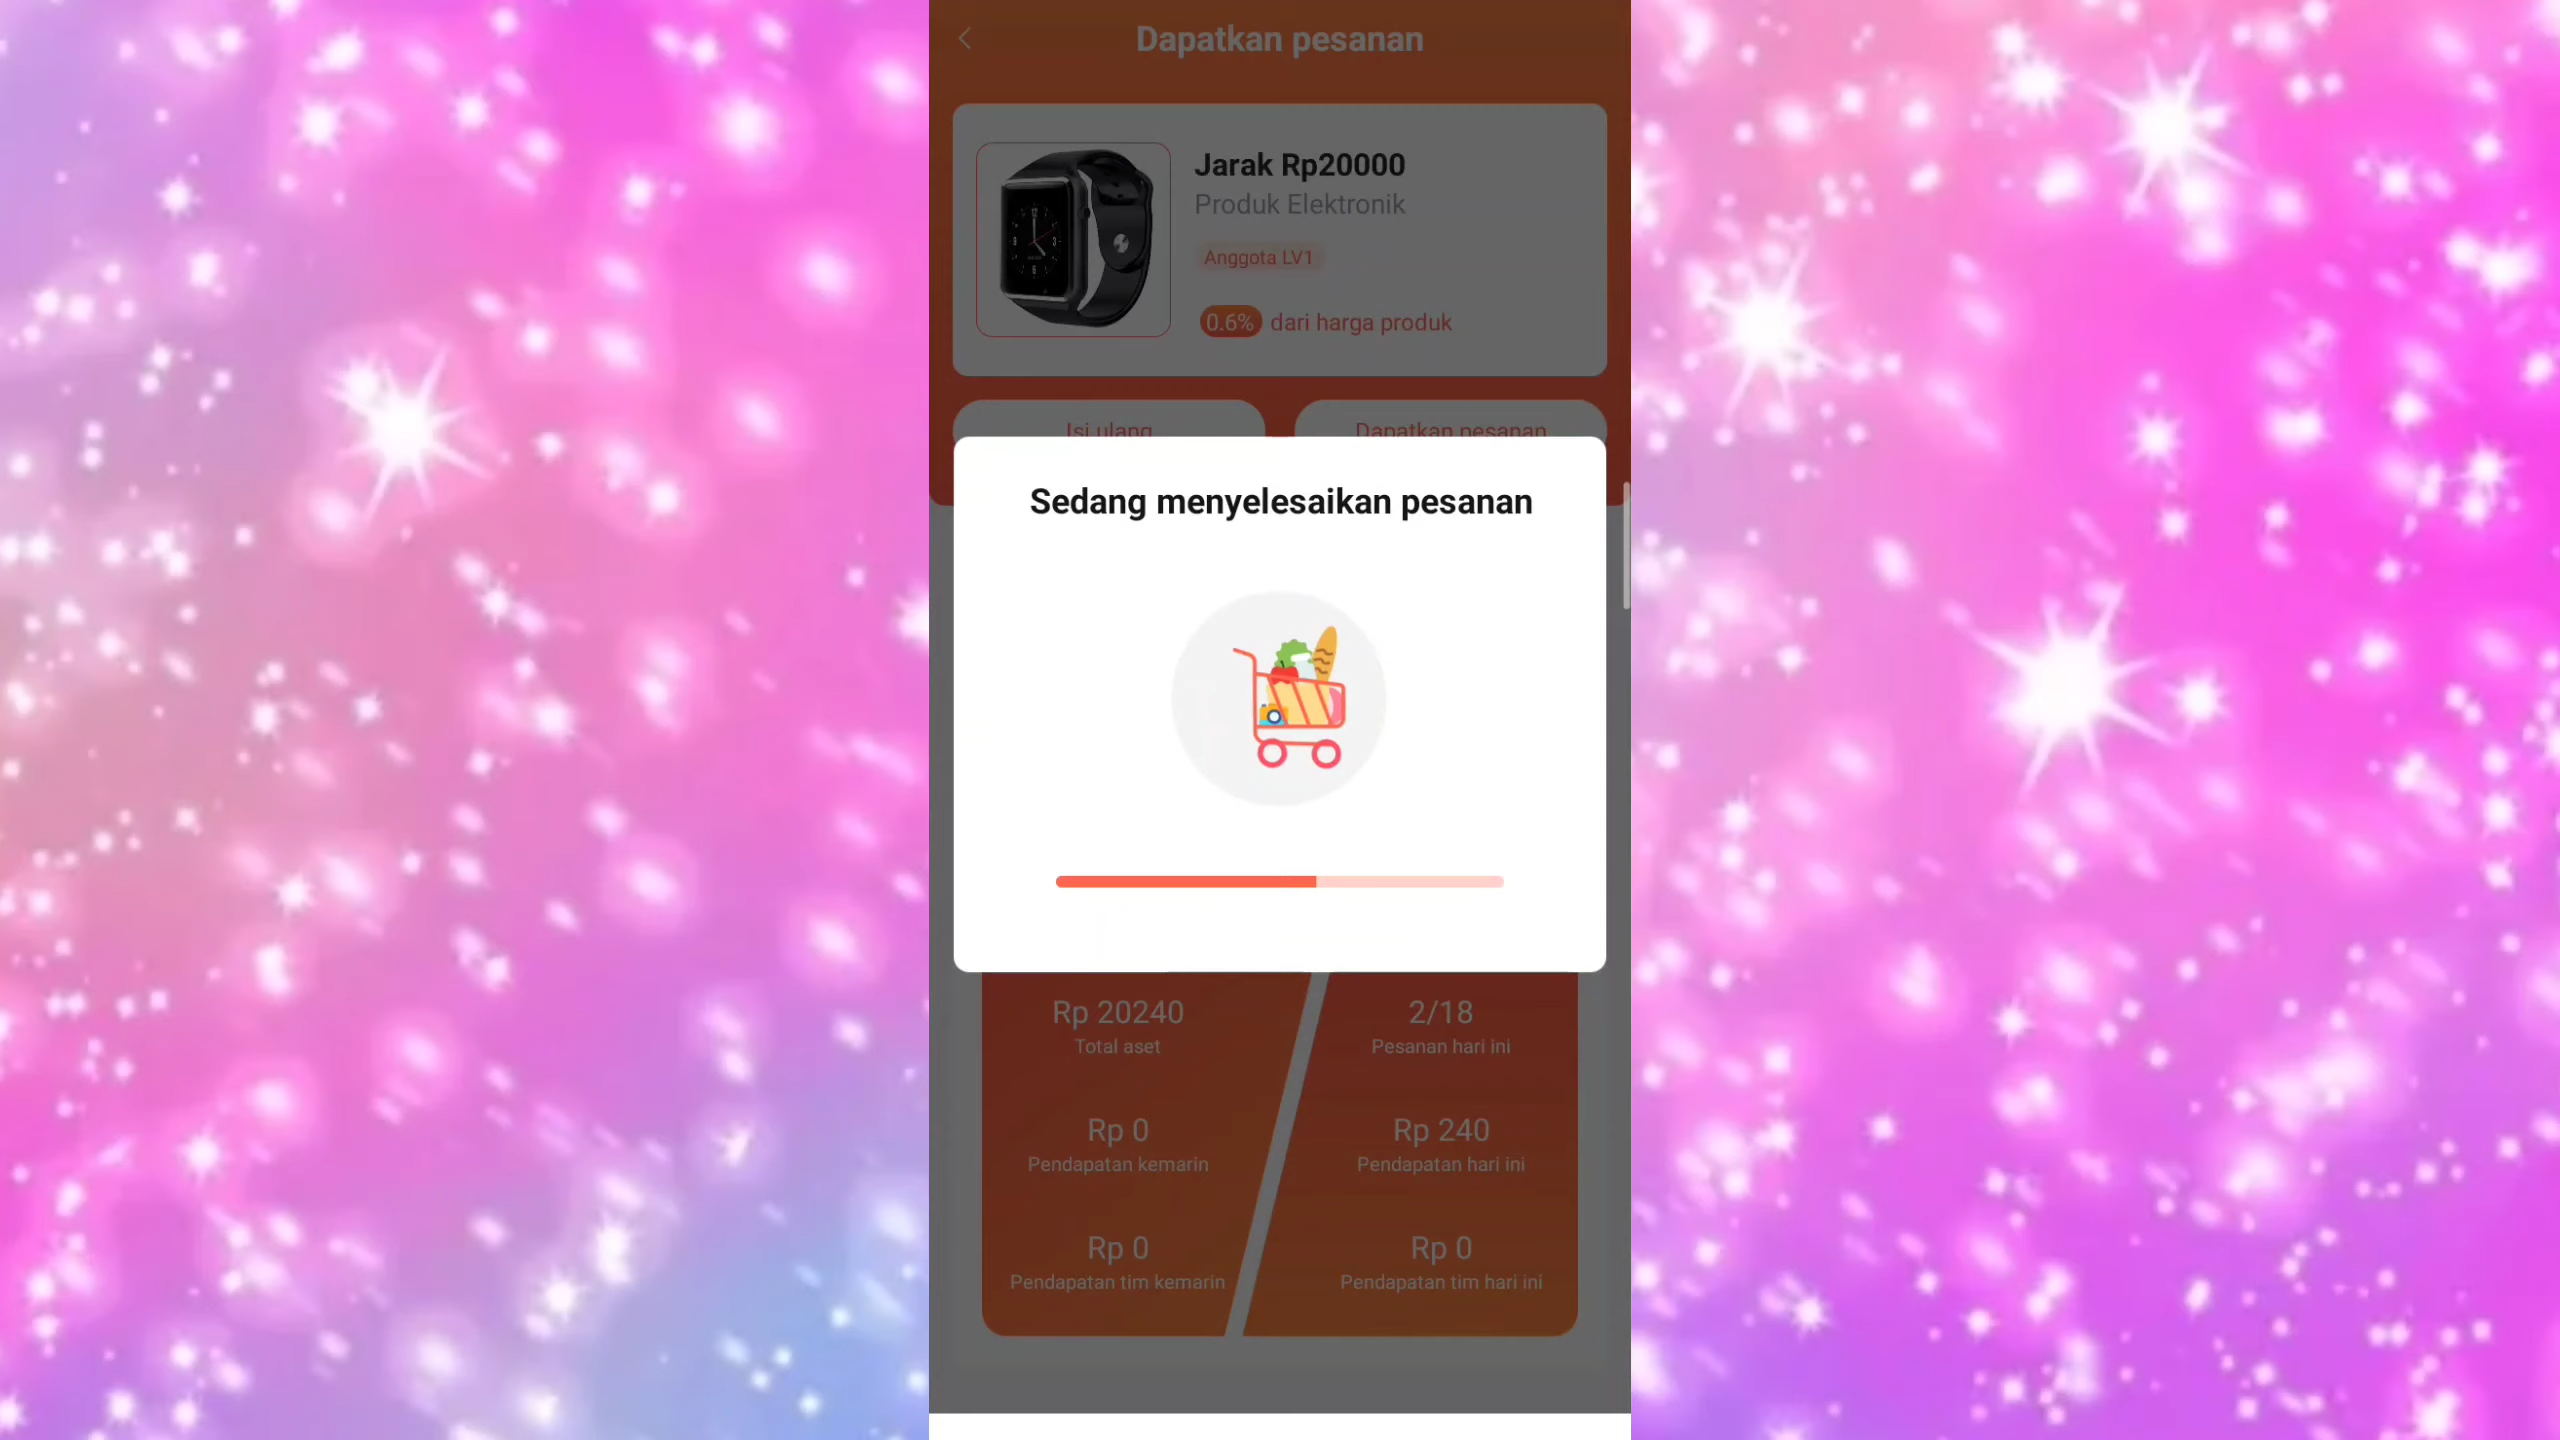 Dapatkan pesanan
Jarak Rp20000
Produk Elektronik
Anggota LV1
0.6% dari harga produk
Isi ulang
Dapatkan pesanan
Sedang menyelesaikan pesanan
Rp 20240
Total aset
2/18
Pesanan hari ini
Rp 0
Pendapatan kemarin
Rp 240
Pendapatan hari ini
Rp 0
Pendapatan tim kemarin
Rp 0
Pendapatan tim hari ini